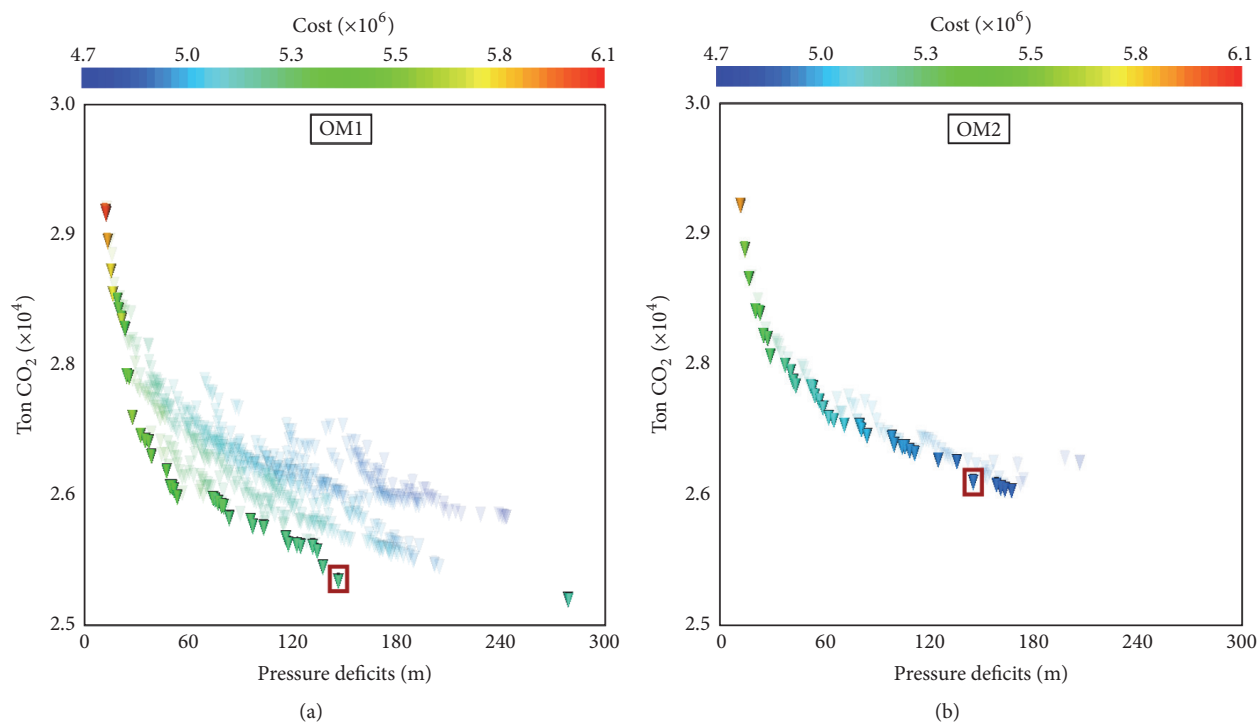 Cost (×10⁶)
4.7 5.0 5.3 5.5 5.8 6.1
OM1
3.0
2.9
2.8
2.6
2.5
Ton CO₂ (×10⁴)
0 60 120 180 240 300
Pressure deficits (m)
(a)
Cost (×10⁶)
4.7 5.0 5.3 5.5 5.8 6.1
OM2
3.0
2.9
2.8
2.6
2.5
Ton CO₂ (×10⁴)
0 60 120 180 240 300
Pressure deficits (m)
(b)